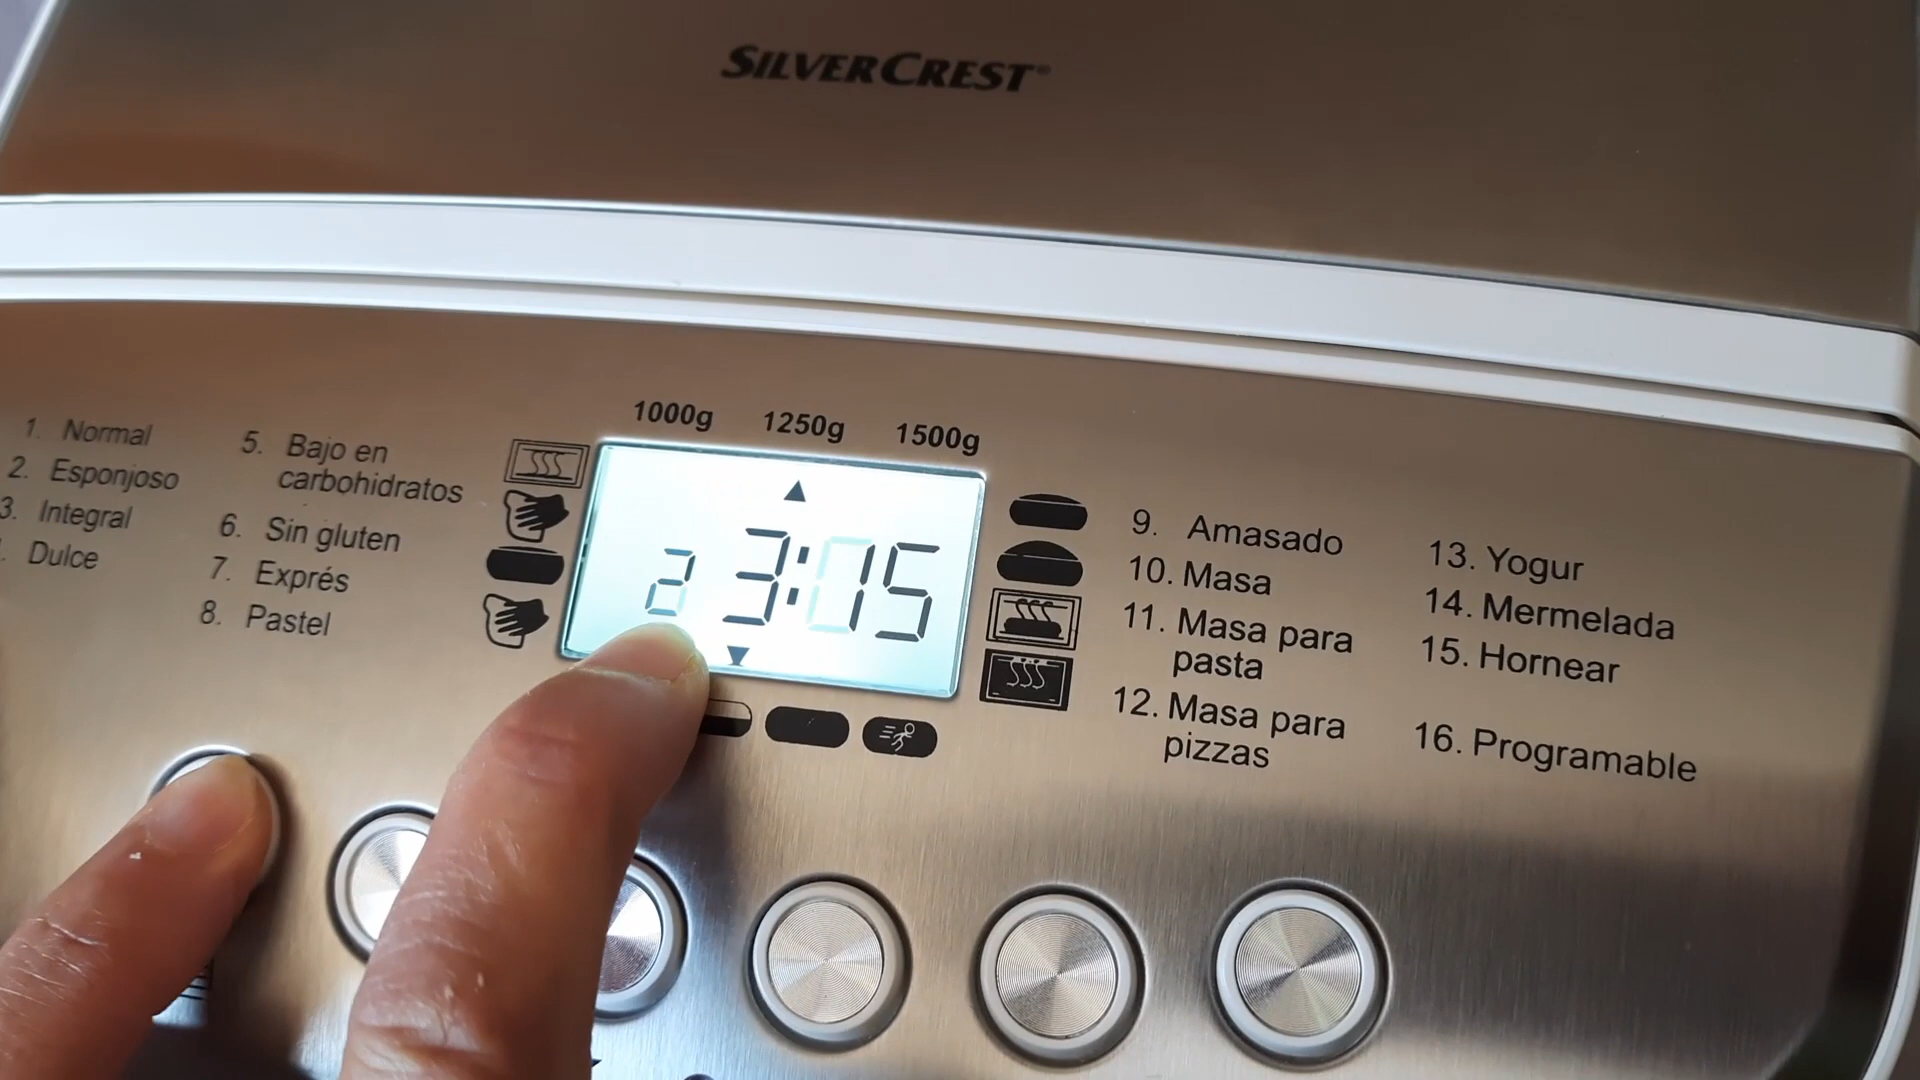 SILVERCREST®
1000g 1250g 1500g
1. Normal
2. Esponjoso
3. Integral
Dulce
5. Bajo en
carbohidratos
6. Sin gluten
7. Exprés
8. Pastel
2 3:15
9. Amasado
10. Masa
11. Masa para
pasta
12. Masa para
pizzas
13. Yogur
14. Mermelada
15. Hornear
16. Programable